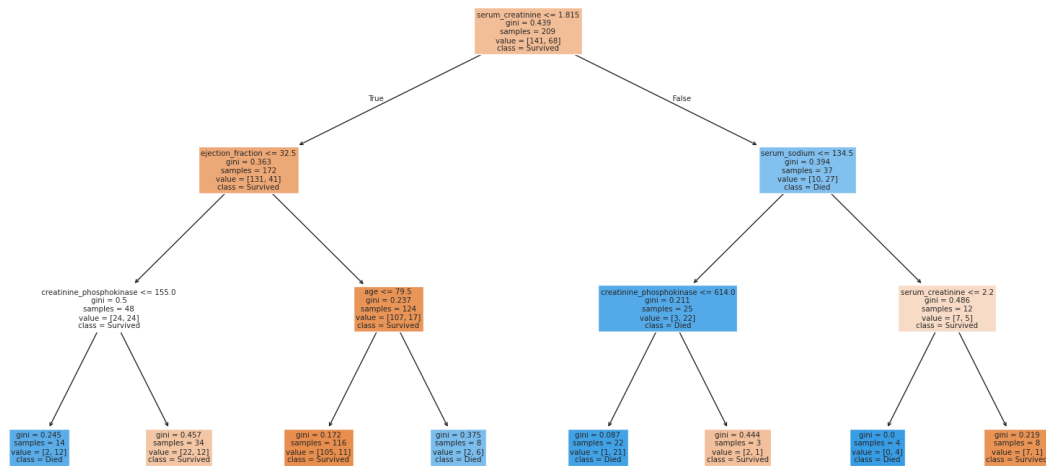 serum_creatinine <= 1.815
gini = 0.439
samples = 209
value = [141, 68]
class = Survived
True
False
ejection_fraction <= 32.5
gini = 0.363
samples = 172
value = [131, 41]
class = Survived
serum_sodium <= 134.5
gini = 0.394
samples = 37
value = [10, 27]
class = Died
creatinine_phosphokinase <= 155.0
gini = 0.5
samples = 48
value = [24, 24]
class = Survived
age <= 79.5
gini = 0.237
samples = 124
value = [107, 17]
class = Survived
creatinine_phosphokinase <= 614.0
gini = 0.211
samples = 25
value = [3, 22]
class = Died
serum_creatinine <= 2.2
gini = 0.486
samples = 12
value = [7, 5]
class = Survived
gini = 0.245
samples = 14
value = [2, 12]
class = Died
gini = 0.457
samples = 34
value = [22, 12]
class = Survived
gini = 0.172
samples = 116
value = [105, 11]
class = Survived
gini = 0.375
samples = 8
value = [2, 6]
class = Died
gini = 0.087
samples = 22
value = [1, 21]
class = Died
gini = 0.444
samples = 3
value = [2, 1]
class = Survived
gini = 0.0
samples = 4
value = [0, 4]
class = Died
gini = 0.219
samples = 8
value = [7, 1]
class = Survived